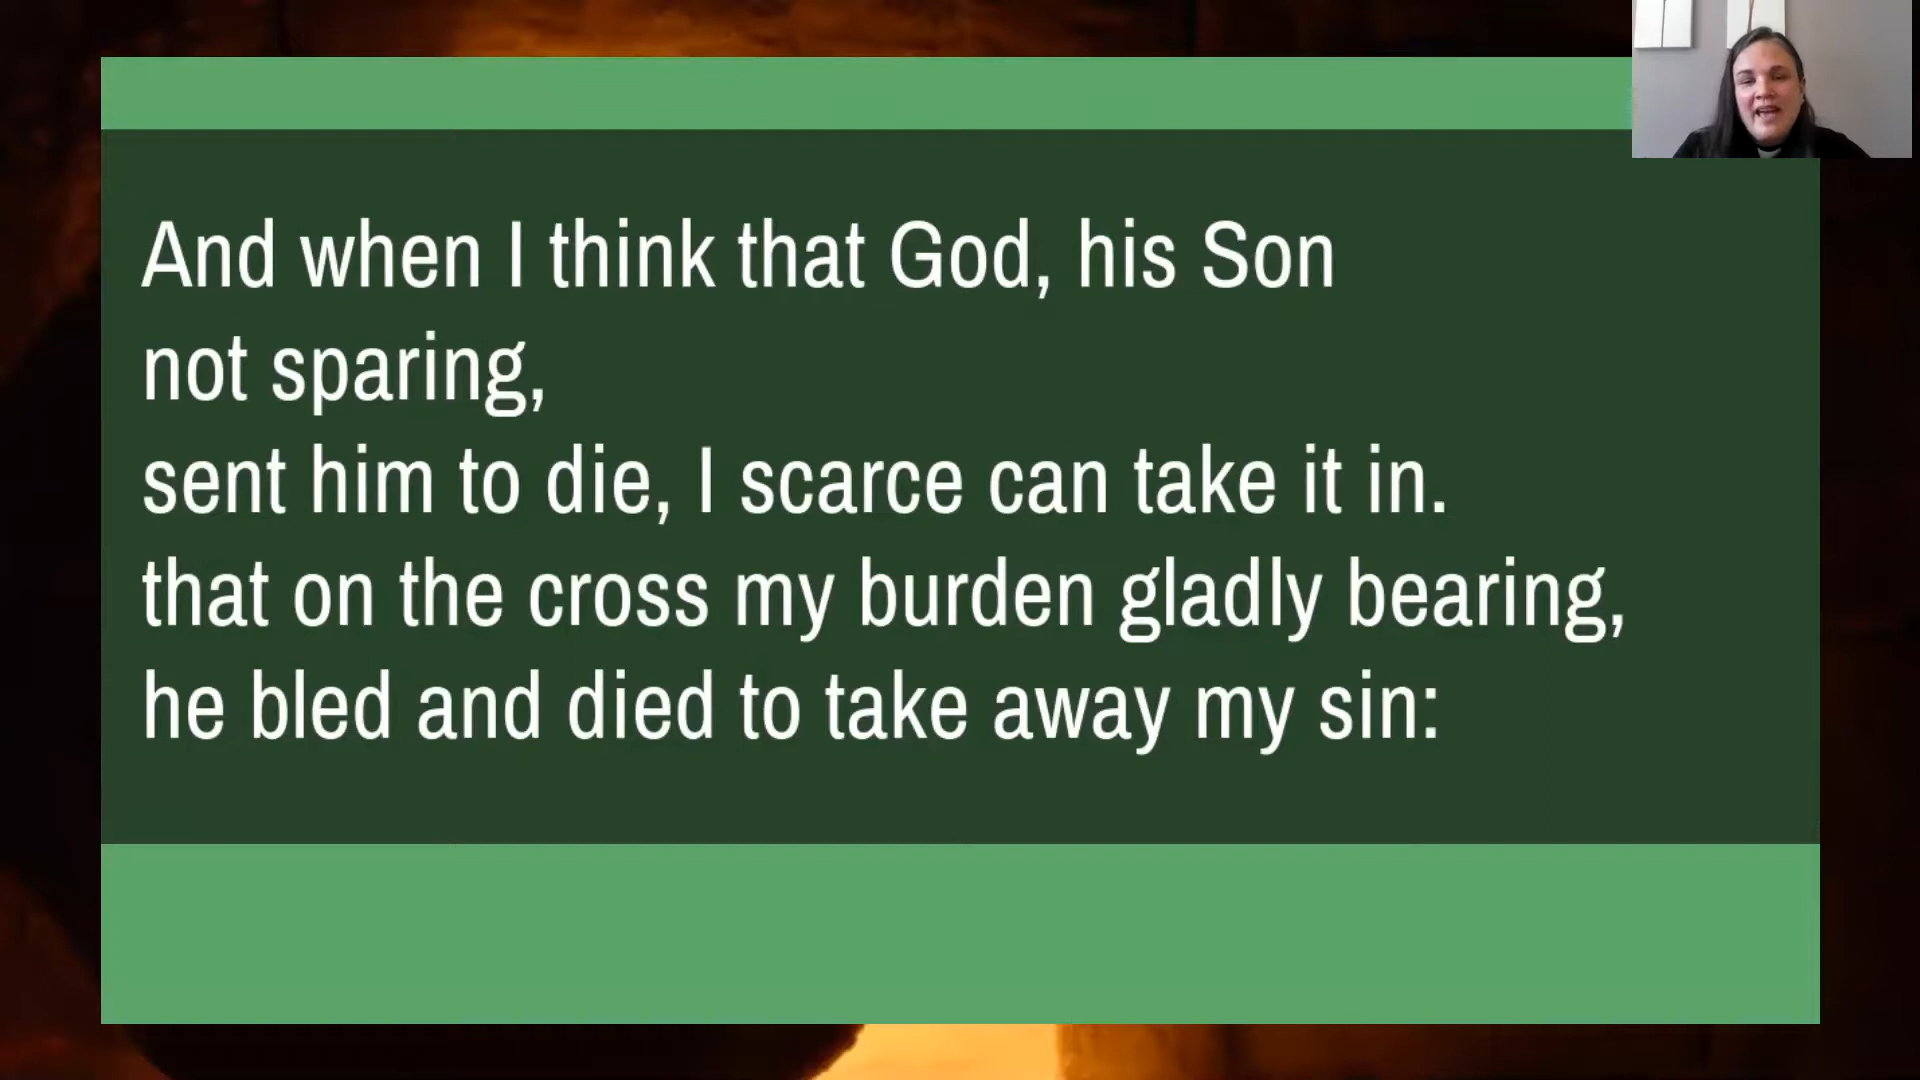 And when I think that God, his Son
not sparing,
sent him to die, I scarce can take it in.
that on the cross my burden gladly bearing,
he bled and died to take away my sin: